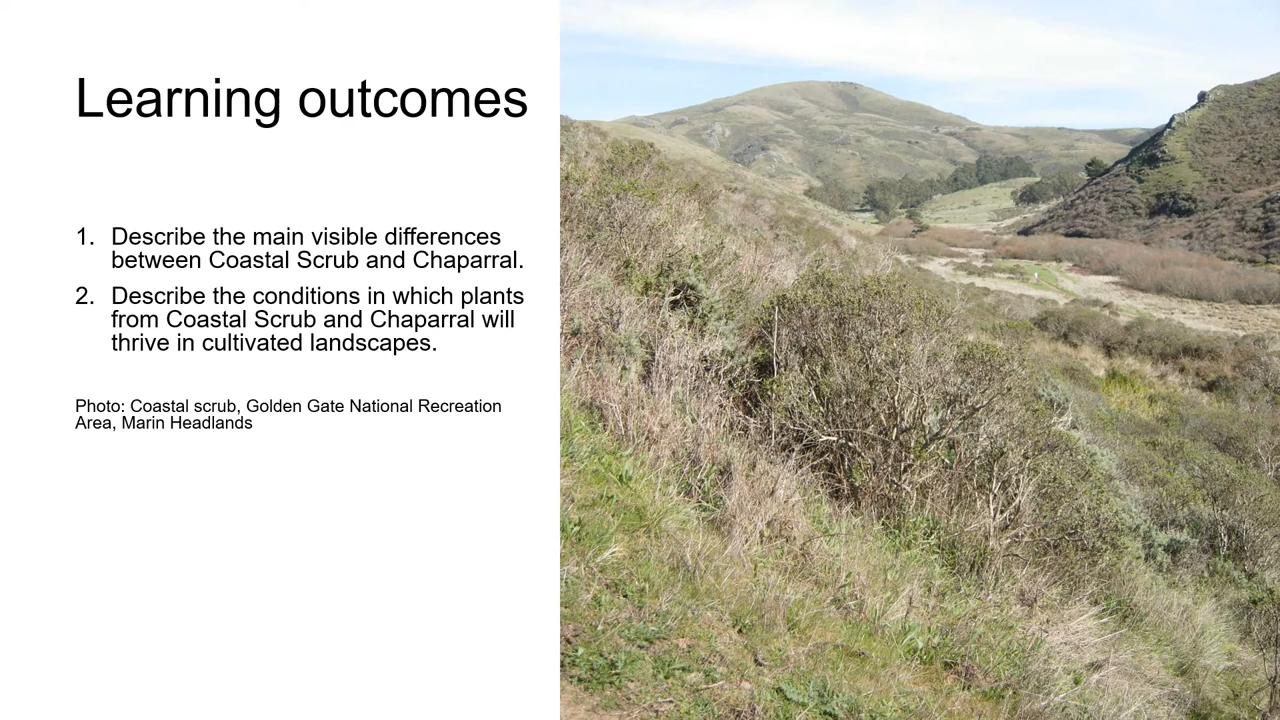 Learning outcomes
1. Describe the main visible differences
between Coastal Scrub and Chaparral.
2. Describe the conditions in which plants
from Coastal Scrub and Chaparral will
thrive in cultivated landscapes.
Photo: Coastal scrub, Golden Gate National Recreation
Area, Marin Headlands